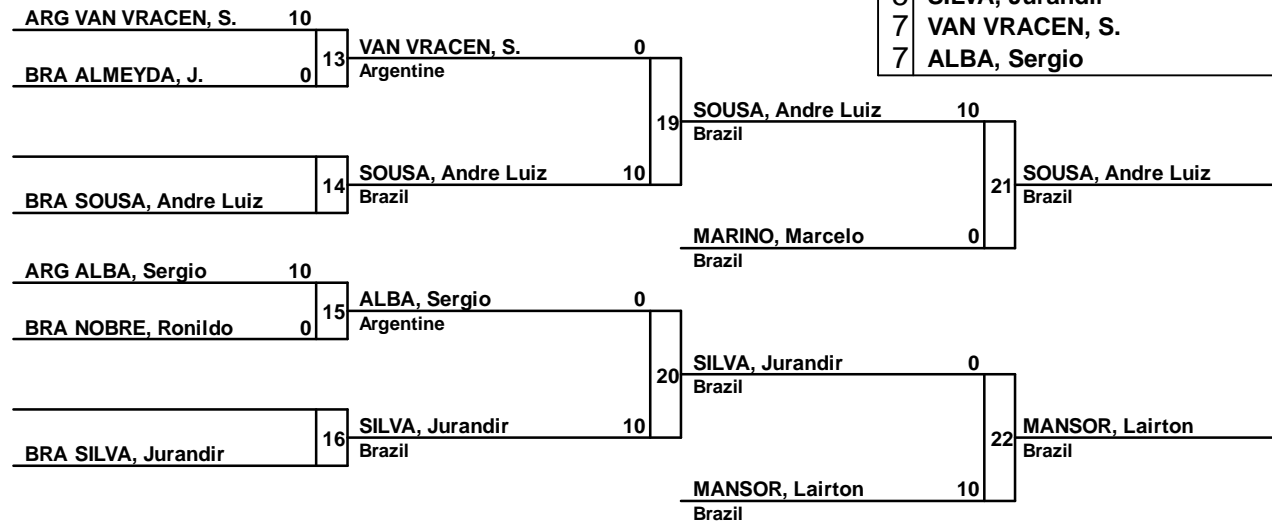 SILVA, Jurandir
7 VAN VRACEN, S.
7 ALBA, Sergio
ARG VAN VRACEN, S. 10
13
VAN VRACEN, S. 0
Argentine
BRA ALMEYDA, J. 0
19
SOUSA, Andre Luiz 10
Brazil
14
SOUSA, Andre Luiz 10
Brazil
BRA SOUSA, Andre Luiz
21
SOUSA, Andre Luiz
Brazil
MARINO, Marcelo 0
Brazil
ARG ALBA, Sergio 10
15
ALBA, Sergio 0
Argentine
BRA NOBRE, Ronildo 0
20
SILVA, Jurandir 0
Brazil
16
SILVA, Jurandir 10
Brazil
BRA SILVA, Jurandir
22
MANSOR, Lairton
Brazil
MANSOR, Lairton 10
Brazil